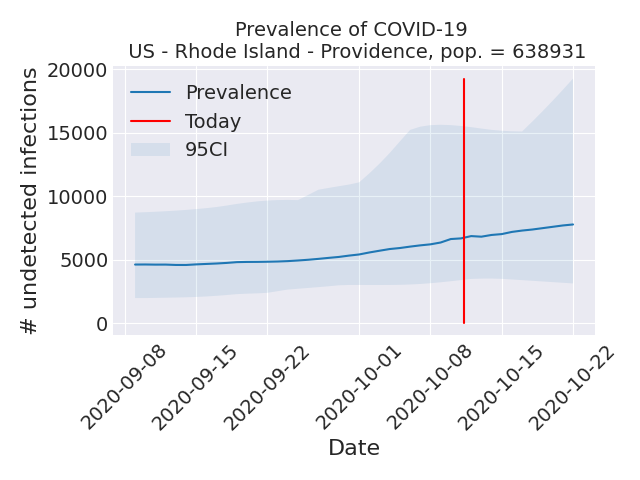 Prevalence of COVID-19
US - Rhode Island - Providence, pop. = 638931
# undetected infections
20000
15000
10000
5000
0
Prevalence
Today
95CI
2020-09-08
2020-09-15
2020-09-22
2020-10-01
2020-10-08
2020-10-15
2020-10-22
Date